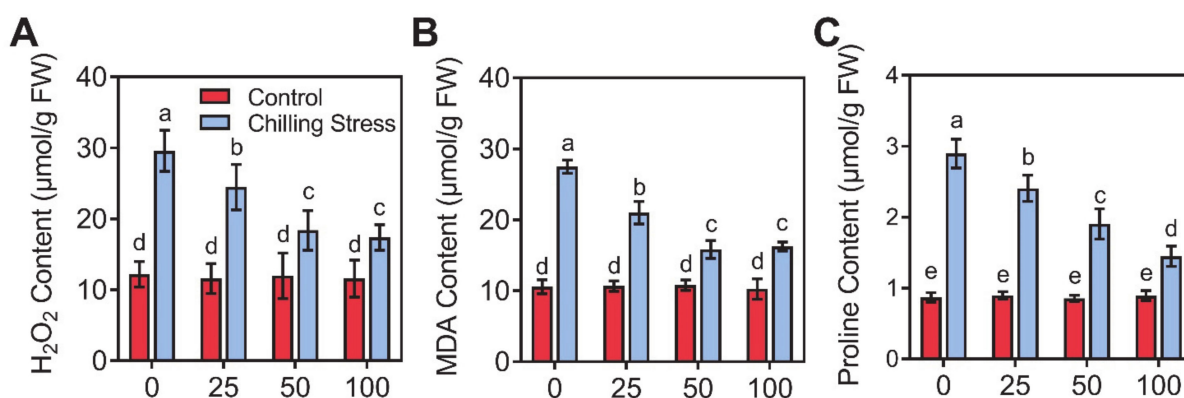 A
H₂O₂ Content (µmol/g FW)
40
30
20
10
0
Control
Chilling Stress
d
a
d
b
d
c
d
c
0
25
50
100
B
MDA Content (µmol/g FW)
40
30
20
10
0
d
a
d
b
d
c
d
c
0
25
50
100
C
Proline Content (µmol/g FW)
4
3
2
1
0
e
a
e
b
e
c
e
d
0
25
50
100